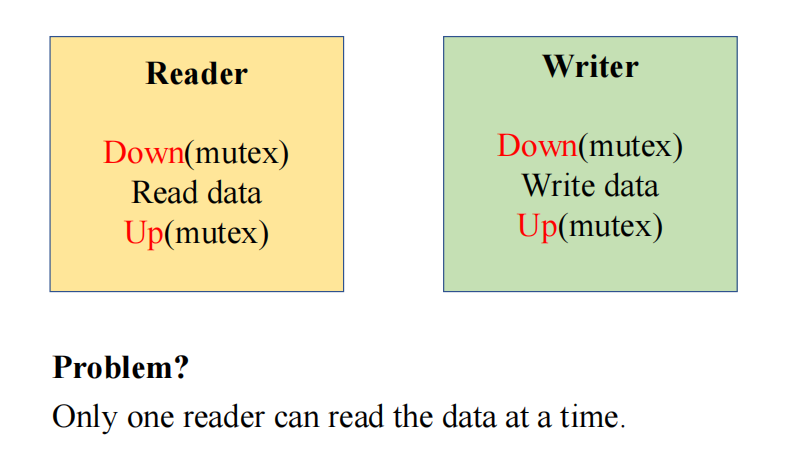 Reader
Down(mutex)
Read data
Up(mutex)
Writer
Down(mutex)
Write data
Up(mutex)
Problem?
Only one reader can read the data at a time.